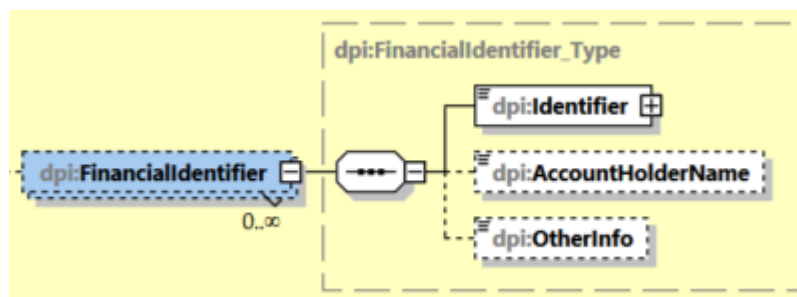 dpi:FinancialIdentifier_Type
dpi:Identifier
dpi:FinancialIdentifier
dpi:AccountHolderName
0..∞
dpi:OtherInfo